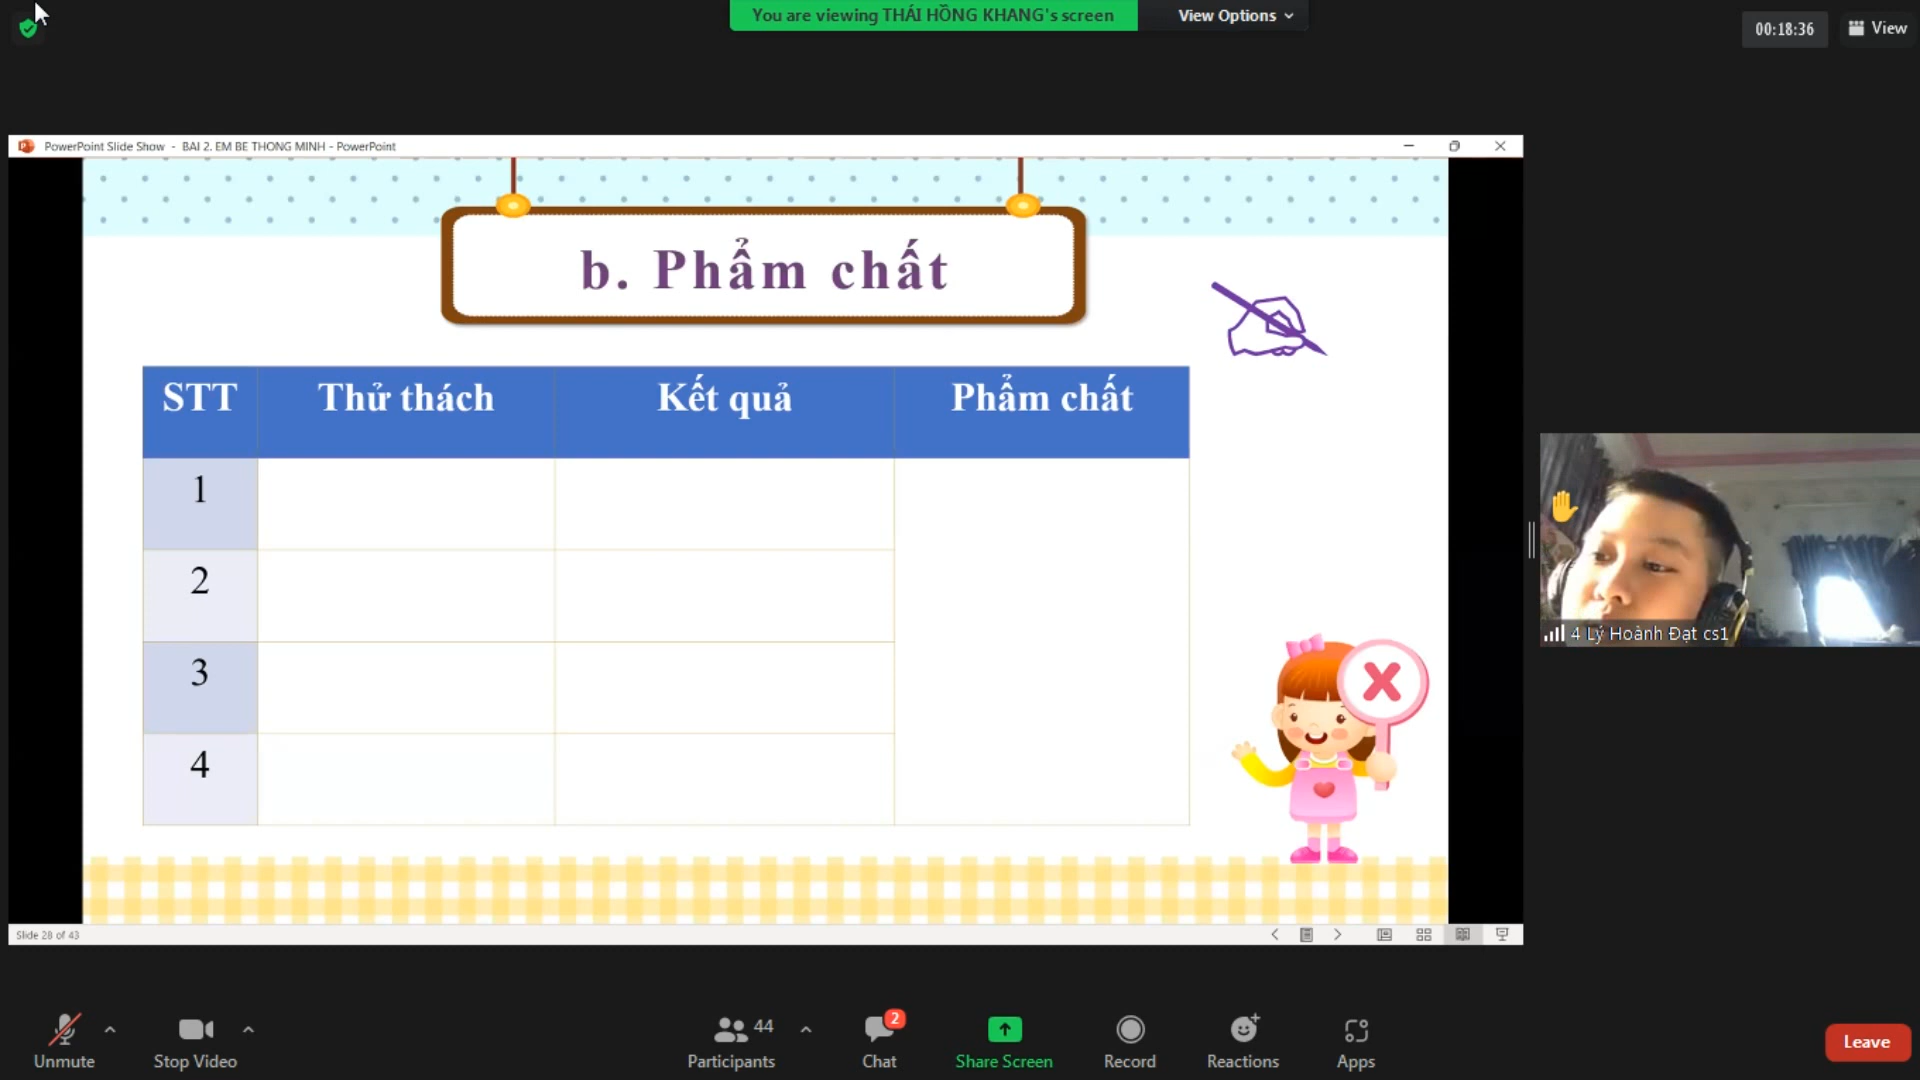 You are viewing THÁI HỒNG KHANG's screen
View Options
00:18:36
View
PowerPoint Slide Show - BAI 2. EM BE THONG MINH - PowerPoint
b. Phẩm chất
STT Thử thách Kết quả Phẩm chất
1
2
3
4
4 Lý Hoành Đạt cs1
Slide 28 of 43
Unmute
Stop Video
44
Participants
2
Chat
Share Screen
Record
Reactions
Apps
Leave